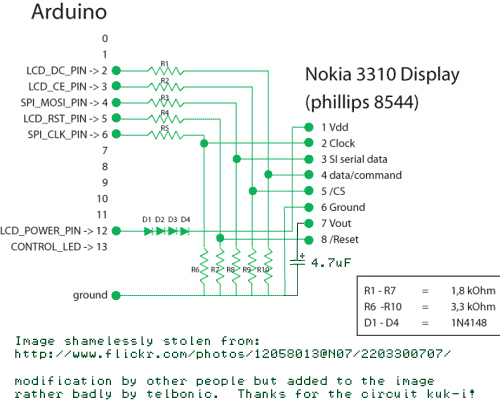 Arduino
0
1
LCD_DC_PIN -> 2
LCD_CE_PIN -> 3
SPI_MOSI_PIN -> 4
LCD_RST_PIN -> 5
SPI_CLK_PIN -> 6
7
8
9
10
11
LCD_POWER_PIN -> 12
CONTROL_LED -> 13
ground
R1
R2
R3
R4
R5
D1 D2 D3 D4
R6 R7 R8 R9 R10
Nokia 3310 Display
(phillips 8544)
1 Vdd
2 Clock
3 SI serial data
4 data/command
5 /CS
6 Ground
7 Vout
8 /Reset
+
4.7uF
R1 - R7 = 1,8 kOhm
R6 -R10 = 3,3 kOhm
D1 - D4 = 1N4148
Image shamelessly stolen from:
http://www.flickr.com/photos/12058013@N07/2203300707/
modification by other people but added to the image
rather badly by telbonic. Thanks for the circuit kuk-i!